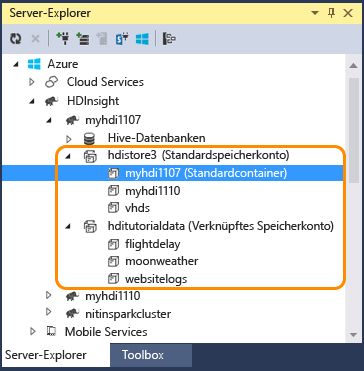 Server-Explorer
Azure
Cloud Services
HDInsight
myhdi1107
Hive-Datenbanken
hdistore3 (Standardspeicherkonto)
myhdi1107 (Standardcontainer)
myhdi1110
vhds
hditutorialdata (Verknüpftes Speicherkonto)
flightdelay
moonweather
websitelogs
myhdi1110
nitinsparkcluster
Mobile Services
Server-Explorer Toolbox